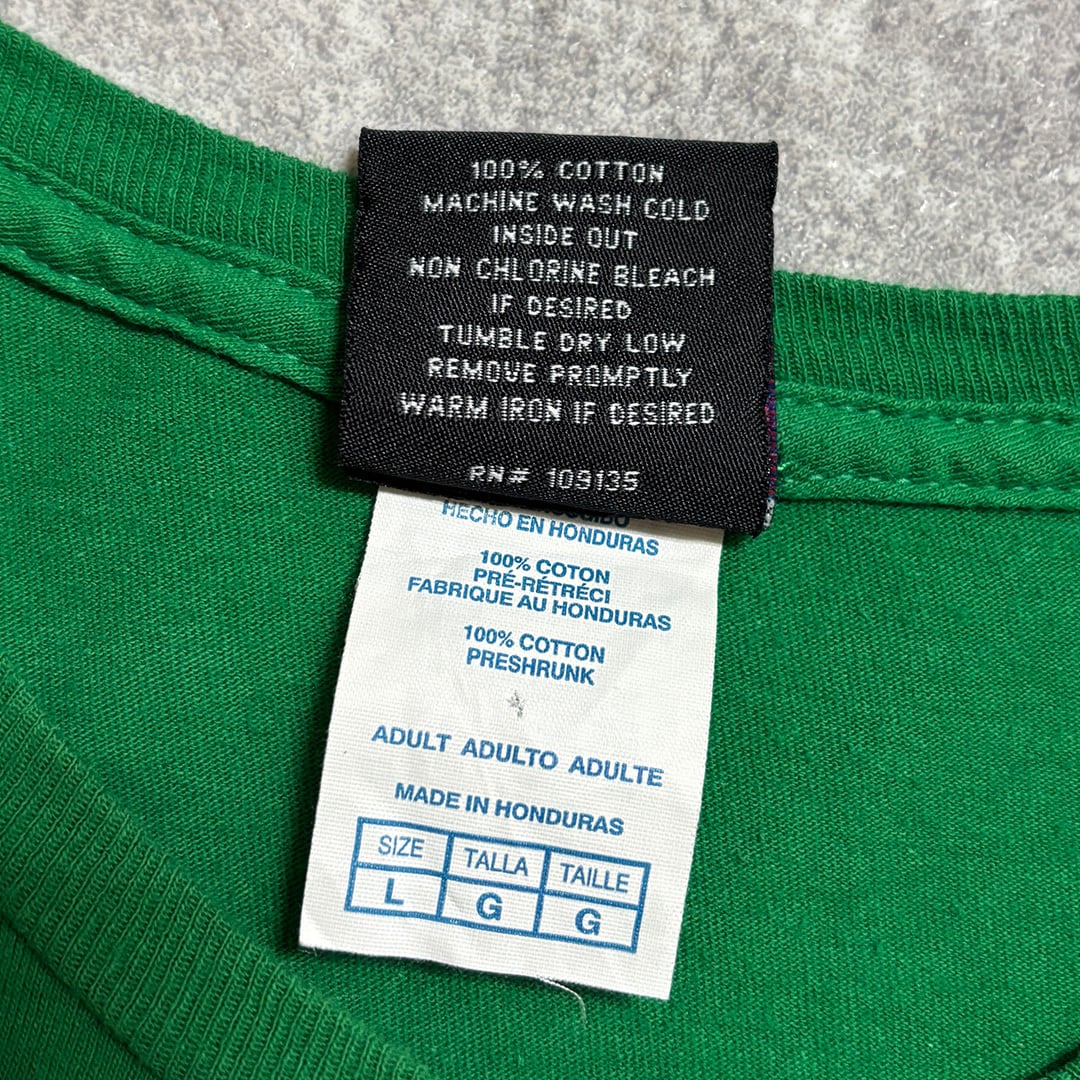 100% COTTON
MACHINE WASH COLD
INSIDE OUT
NON CHLORINE BLEACH
IF DESIRED
TUMBLE DRY LOW
REMOVE PROMPTLY
WARM IRON IF DESIRED
RN# 109135
HECHO EN HONDURAS
100% COTON
PRÉ-RÉTRÉCI
FABRIQUE AU HONDURAS
100% COTTON
PRESHRUNK
ADULT ADULTO ADULTE
MADE IN HONDURAS
SIZE TALLA TAILLE
L G G